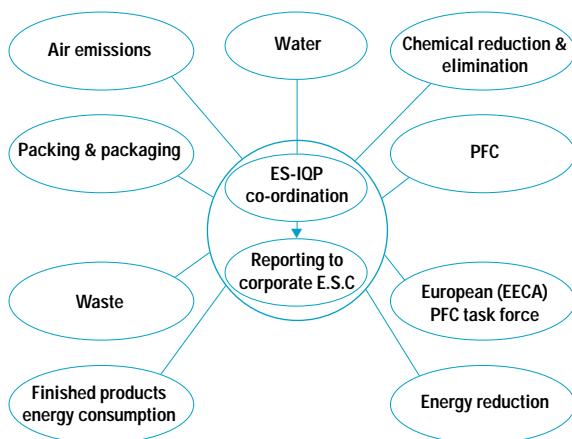 Air emissions
Water
Chemical reduction &
elimination
Packing & packaging
ES-IQP
co-ordination
PFC
Reporting to
corporate E.S.C
Waste
European (EECA)
PFC task force
Finished products
energy consumption
Energy reduction